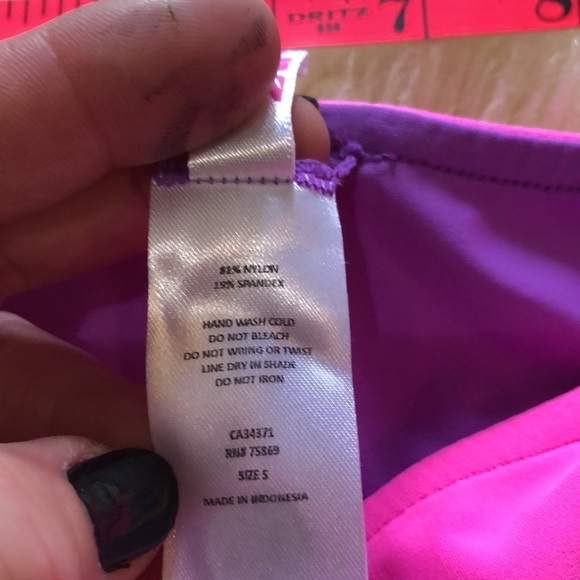 DRITZ 7 8
IN
81% NYLON
19% SPANDEX
HAND WASH COLD
DO NOT BLEACH
DO NOT WRING OR TWIST
LINE DRY IN SHADE
DO NOT IRON
CA34371
RN# 75869
SIZE S
MADE IN INDONESIA